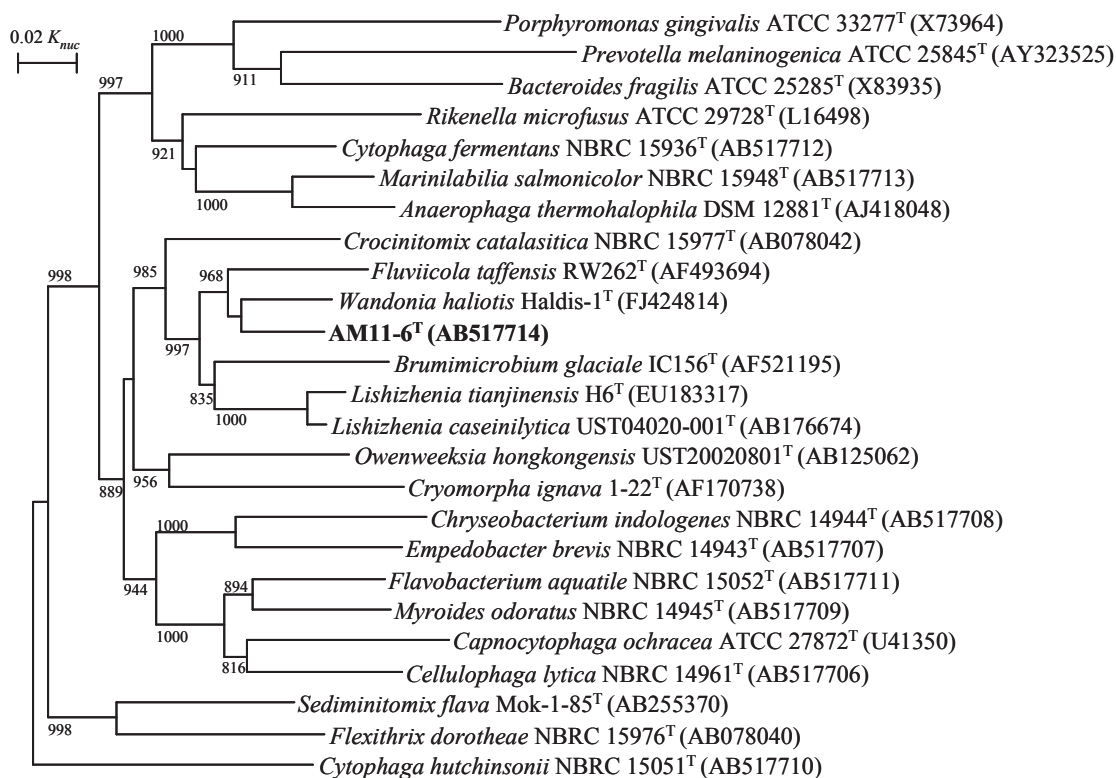 Porphyromonas gingivalis ATCC 33277ᵀ (X73964)
1000
0.02 Knuc
Prevotella melaninogenica ATCC 25845ᵀ (AY323525)
911
997
Bacteroides fragilis ATCC 25285ᵀ (X83935)
Rikenella microfusus ATCC 29728ᵀ (L16498)
921
Cytophaga fermentans NBRC 15936ᵀ (AB517712)
Marinilabilia salmonicolor NBRC 15948ᵀ (AB517713)
1000
Anaerophaga thermohalophila DSM 12881ᵀ (AJ418048)
Crocinitomix catalasitica NBRC 15977ᵀ (AB078042)
998
985
968
Fluviicola taffensis RW262ᵀ (AF493694)
Wandonia haliotis Haldis-1ᵀ (FJ424814)
AM11-6ᵀ (AB517714)
997
Brumimicrobium glaciale IC156ᵀ (AF521195)
Lishizhenia tianjinensis H6ᵀ (EU183317)
835
1000
Lishizhenia caseinilytica UST04020-001ᵀ (AB176674)
Owenweeksia hongkongensis UST20020801ᵀ (AB125062)
956
889
Cryomorpha ignava 1-22ᵀ (AF170738)
1000
Chryseobacterium indologenes NBRC 14944ᵀ (AB517708)
Empedobacter brevis NBRC 14943ᵀ (AB517707)
944
894
Flavobacterium aquatile NBRC 15052ᵀ (AB517711)
Myroides odoratus NBRC 14945ᵀ (AB517709)
1000
Capnocytophaga ochracea ATCC 27872ᵀ (U41350)
816
Cellulophaga lytica NBRC 14961ᵀ (AB517706)
Sediminitomix flava Mok-1-85ᵀ (AB255370)
998
Flexithrix dorotheae NBRC 15976ᵀ (AB078040)
Cytophaga hutchinsonii NBRC 15051ᵀ (AB517710)